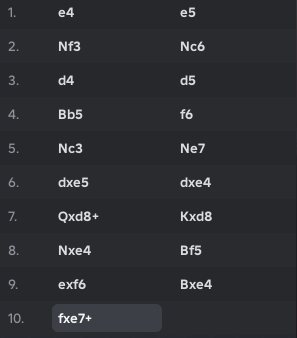 1. e4 e5
2. Nf3 Nc6
3. d4 d5
4. Bb5 f6
5. Nc3 Ne7
6. dxe5 dxe4
7. Qxd8+ Kxd8
8. Nxe4 Bf5
9. exf6 Bxe4
10. fxe7+